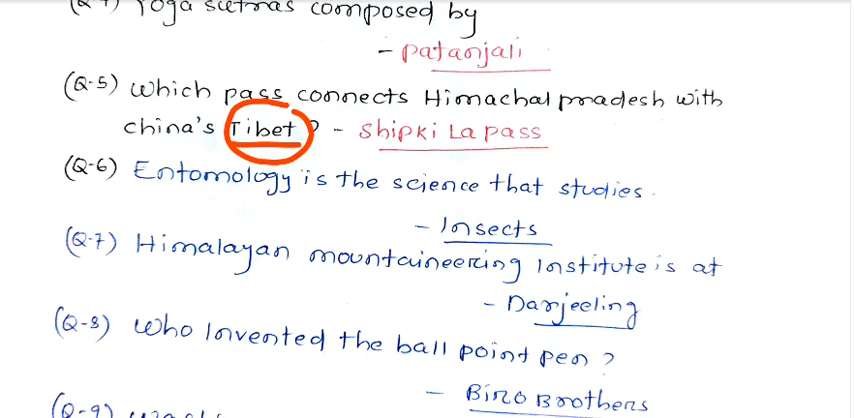 Yoga sutras composed by
- Patanjali
(Q-5) Which pass connects Himachal pradesh with
china's Tibet? - Shipki La pass
(Q-6) Entomology is the science that studies.
- Insects
(Q-7) Himalayan mountaineering institute is at
- Darjeeling
(Q-8) Who Invented the ball point pen?
- Biro Brothers
(Q-9)